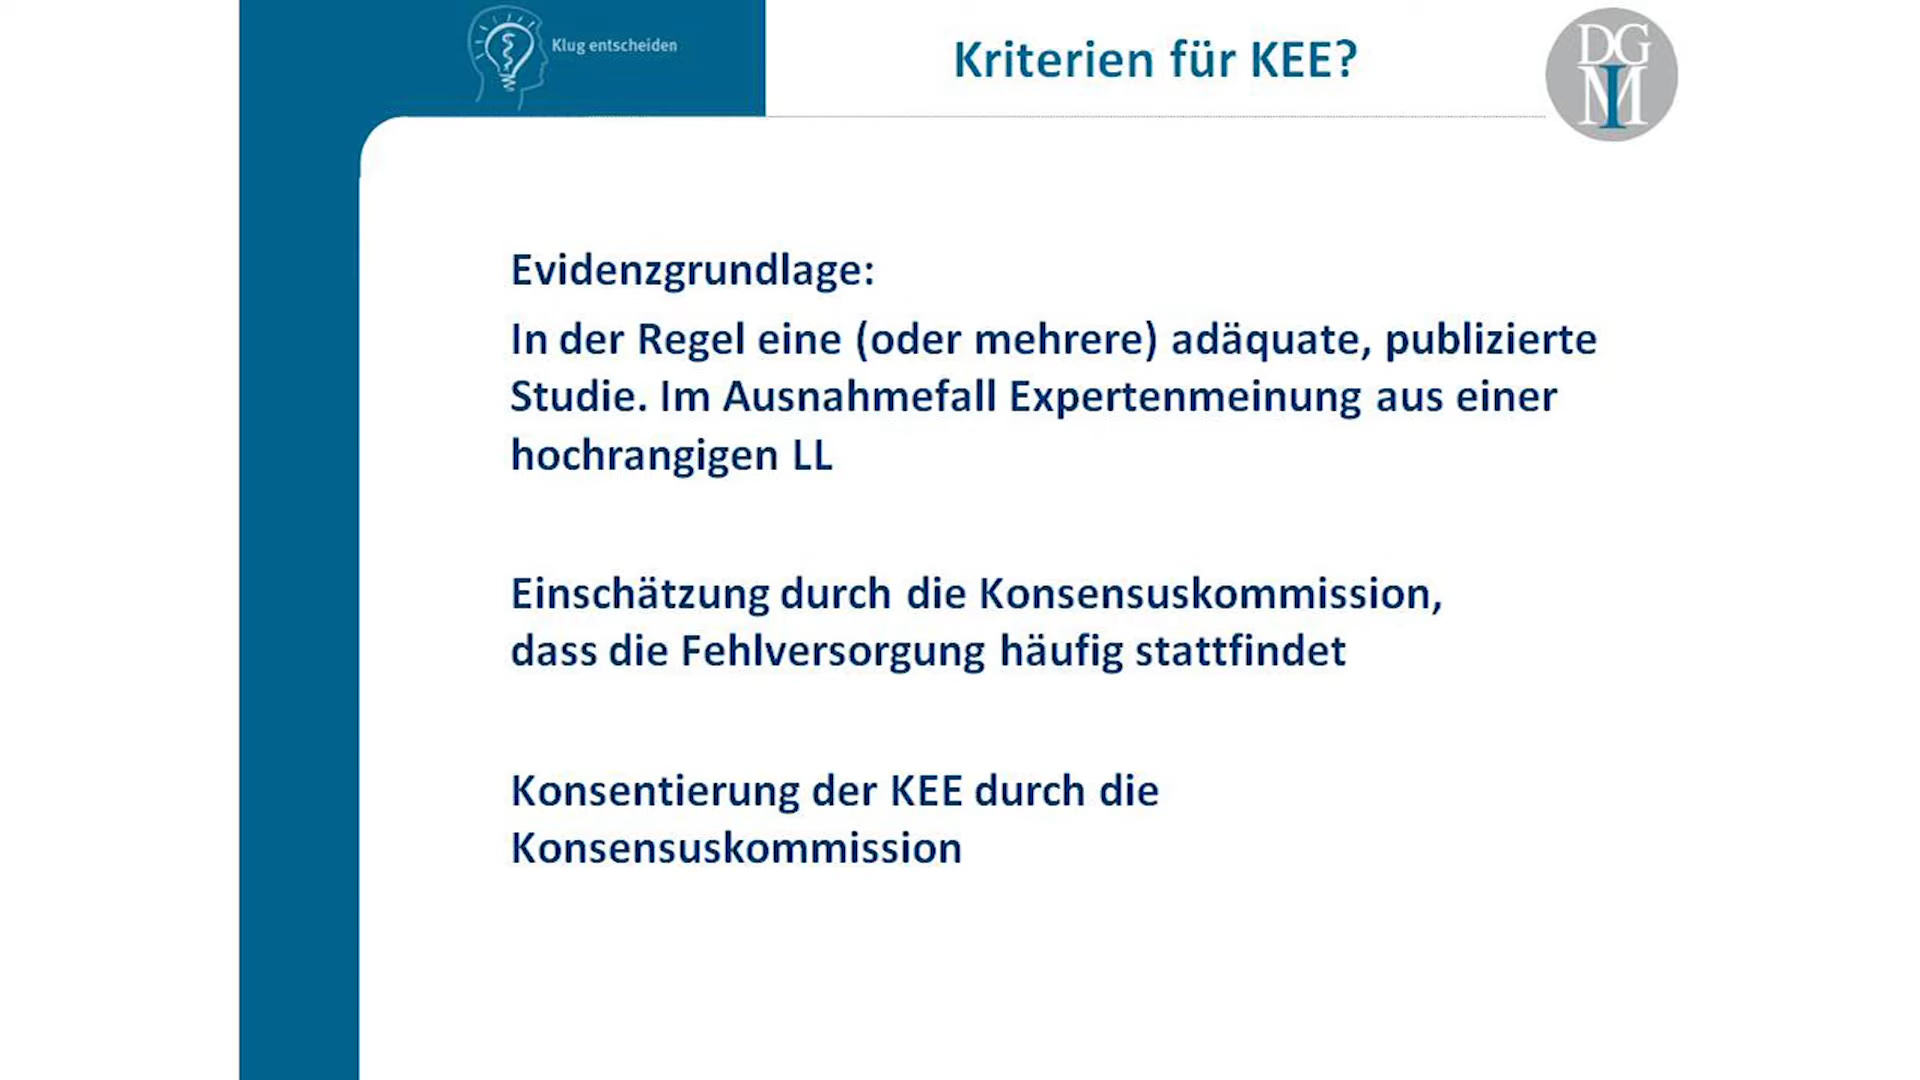 Klug entscheiden
Kriterien für KEE?
DG
IM
Evidenzgrundlage:
In der Regel eine (oder mehrere) adäquate, publizierte
Studie. Im Ausnahmefall Expertenmeinung aus einer
hochrangigen LL
Einschätzung durch die Konsensuskommission,
dass die Fehlversorgung häufig stattfindet
Konsentierung der KEE durch die
Konsensuskommission